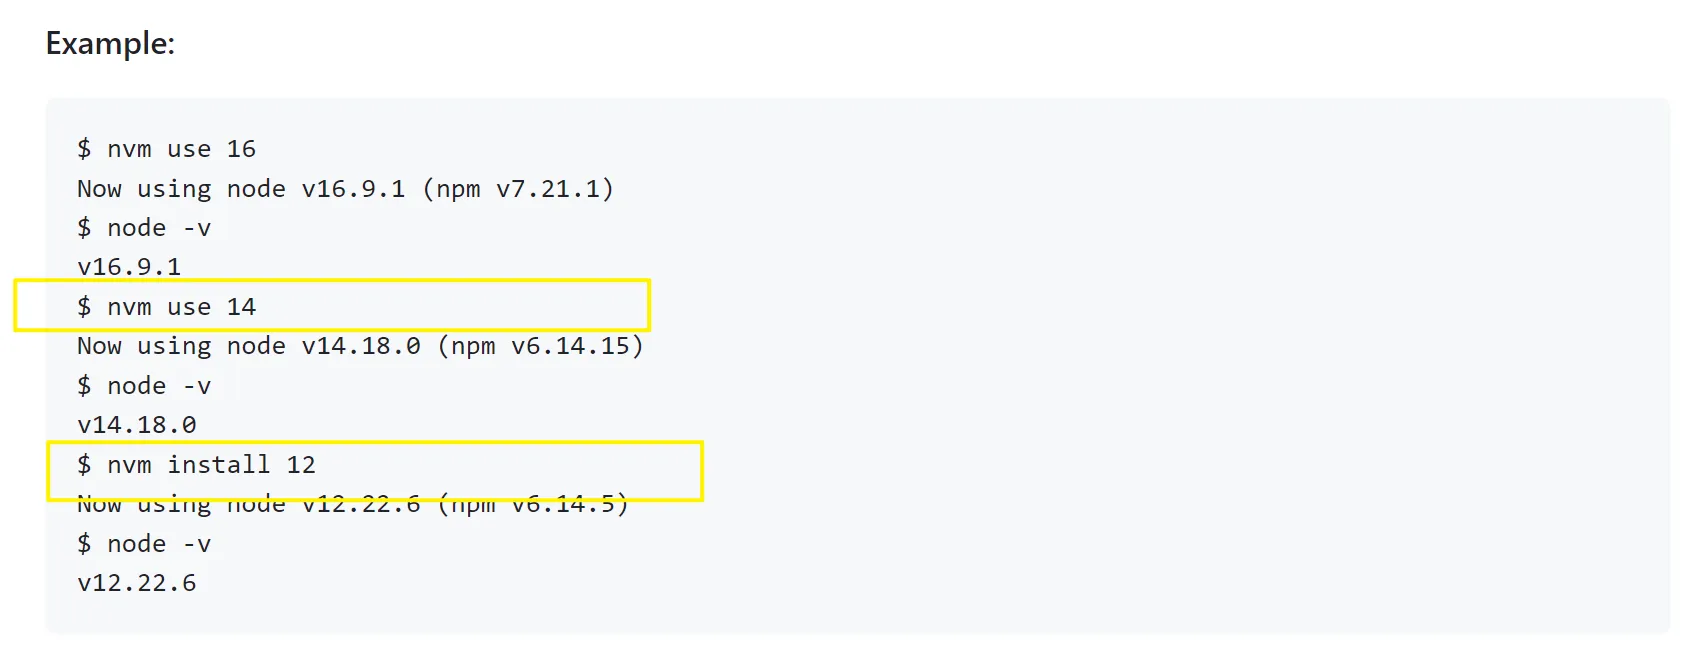 Example:
$ nvm use 16
Now using node v16.9.1 (npm v7.21.1)
$ node -v
v16.9.1
$ nvm use 14
Now using node v14.18.0 (npm v6.14.15)
$ node -v
v14.18.0
$ nvm install 12
Now using node v12.22.6 (npm v6.14.5)
$ node -v
v12.22.6